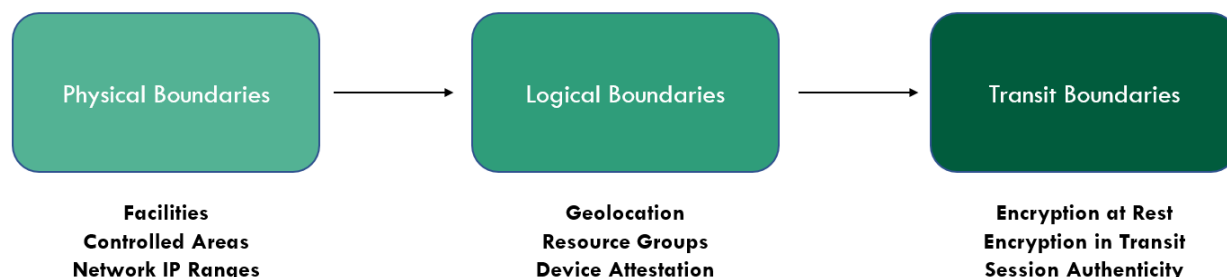 Physical Boundaries
Logical Boundaries
Transit Boundaries
Facilities
Controlled Areas
Network IP Ranges
Geolocation
Resource Groups
Device Attestation
Encryption at Rest
Encryption in Transit
Session Authenticity